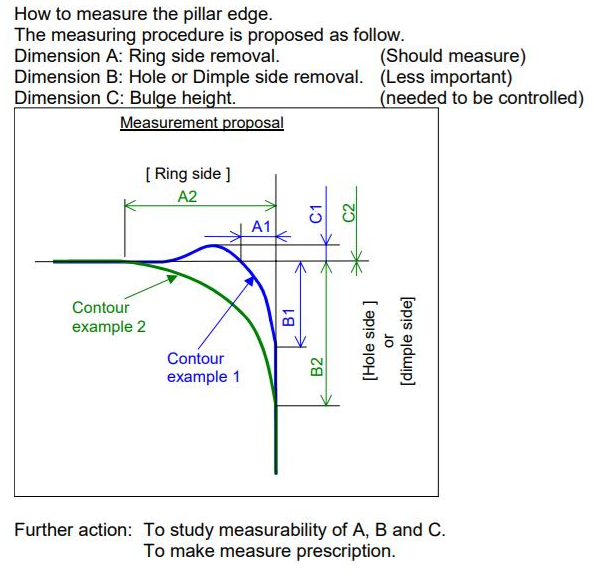 How to measure the pillar edge.
The measuring procedure is proposed as follow.
Dimension A: Ring side removal. (Should measure)
Dimension B: Hole or Dimple side removal. (Less important)
Dimension C: Bulge height. (needed to be controlled)
Measurement proposal
[ Ring side ]
A2
A1
C1
C2
B1
B2
Contour
example 2
Contour
example 1
[Hole side ]
or
[dimple side]
Further action: To study measurability of A, B and C.
To make measure prescription.